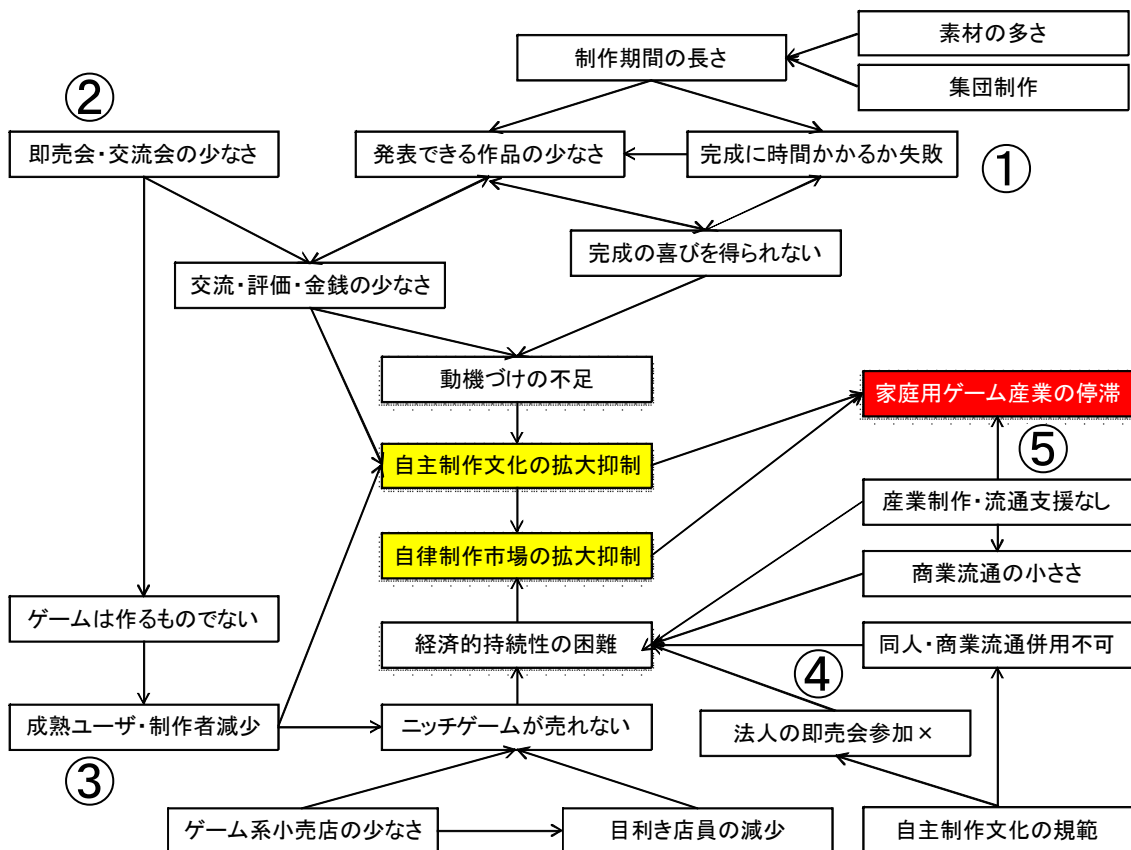 素材の多さ
制作期間の長さ
集団制作
②
即売会・交流会の少なさ
発表できる作品の少なさ
完成に時間かかるか失敗
①
完成の喜びを得られない
交流・評価・金銭の少なさ
動機づけの不足
家庭用ゲーム産業の停滞
⑤
自主制作文化の拡大抑制
産業制作・流通支援なし
自律制作市場の拡大抑制
商業流通の小ささ
ゲームは作るものでない
経済的持続性の困難
同人・商業流通併用不可
④
成熟ユーザ・制作者減少
ニッチゲームが売れない
法人の即売会参加×
③
ゲーム系小売店の少なさ
目利き店員の減少
自主制作文化の規範